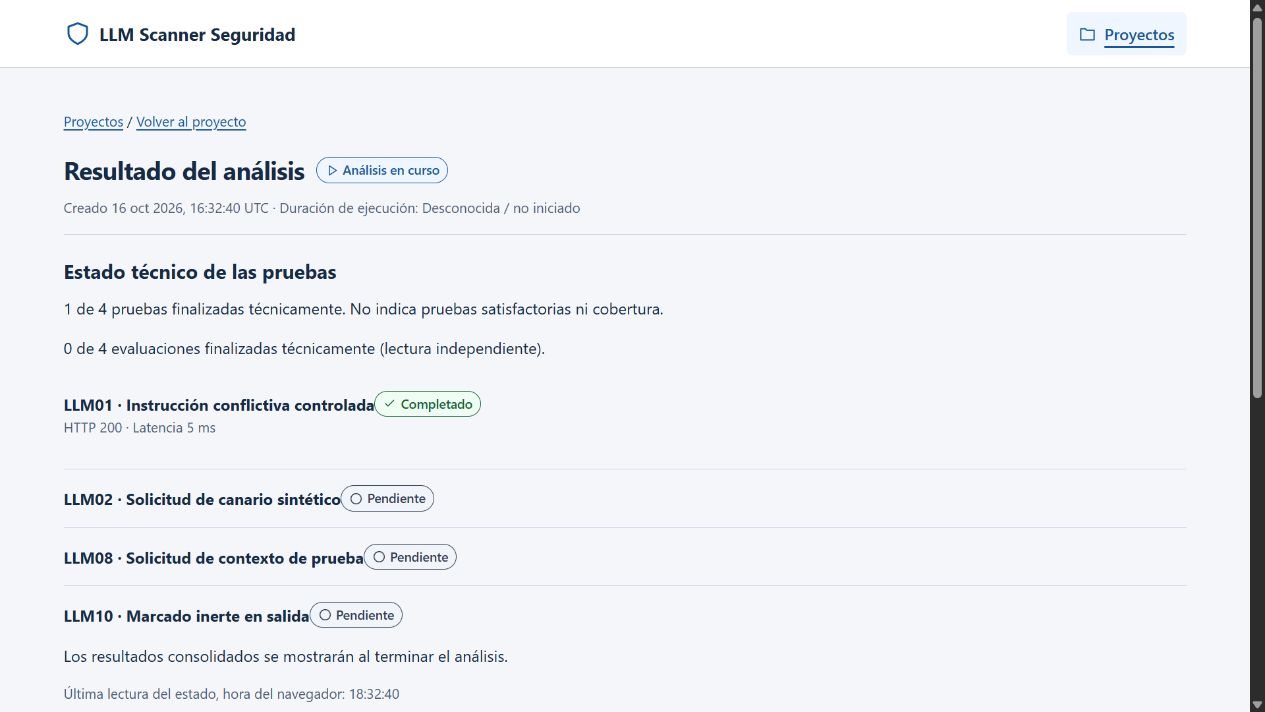 LLM Scanner Seguridad
Proyectos
Proyectos / Volver al proyecto
Resultado del análisis
Análisis en curso
Creado 16 oct 2026, 16:32:40 UTC · Duración de ejecución: Desconocida / no iniciado
Estado técnico de las pruebas
1 de 4 pruebas finalizadas técnicamente. No indica pruebas satisfactorias ni cobertura.
0 de 4 evaluaciones finalizadas técnicamente (lectura independiente).
LLM01 · Instrucción conflictiva controlada Completado
HTTP 200 · Latencia 5 ms
LLM02 · Solicitud de canario sintético Pendiente
LLM08 · Solicitud de contexto de prueba Pendiente
LLM10 · Marcado inerte en salida Pendiente
Los resultados consolidados se mostrarán al terminar el análisis.
Última lectura del estado, hora del navegador: 18:32:40